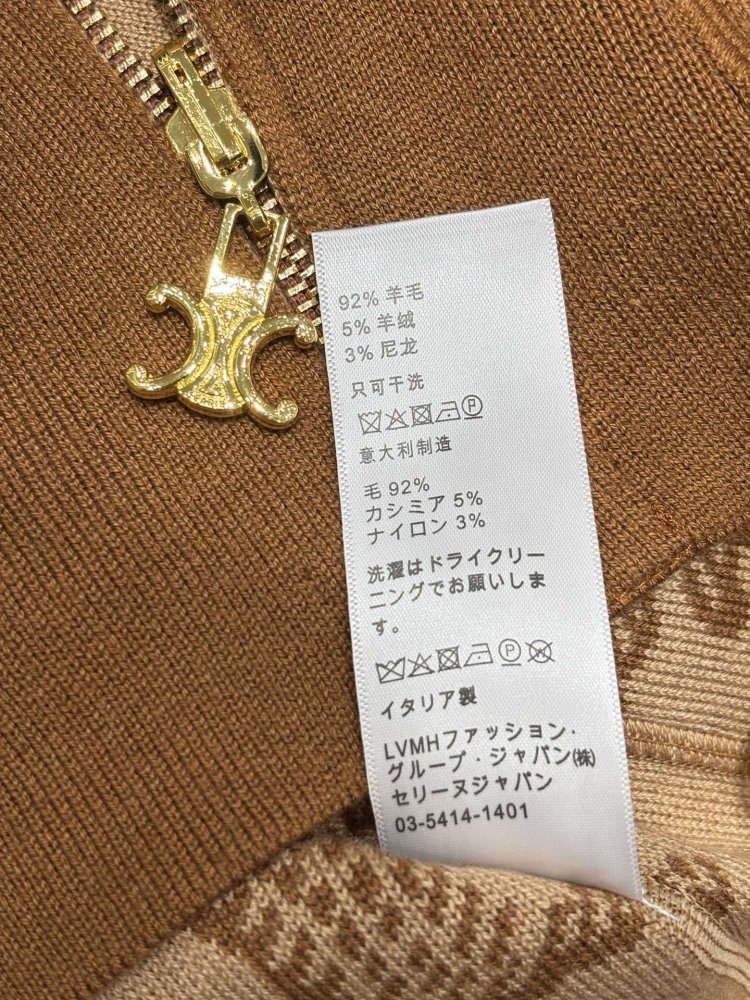 92% 羊毛
5% 羊绒
3% 尼龙
只可干洗
意大利制造
毛 92%
カシミア 5%
ナイロン 3%
洗濯はドライクリー
ニングでお願いしま
す。
イタリア製
LVMHファッション・
グループ・ジャパン㈱
セリーヌジャパン
03-5414-1401